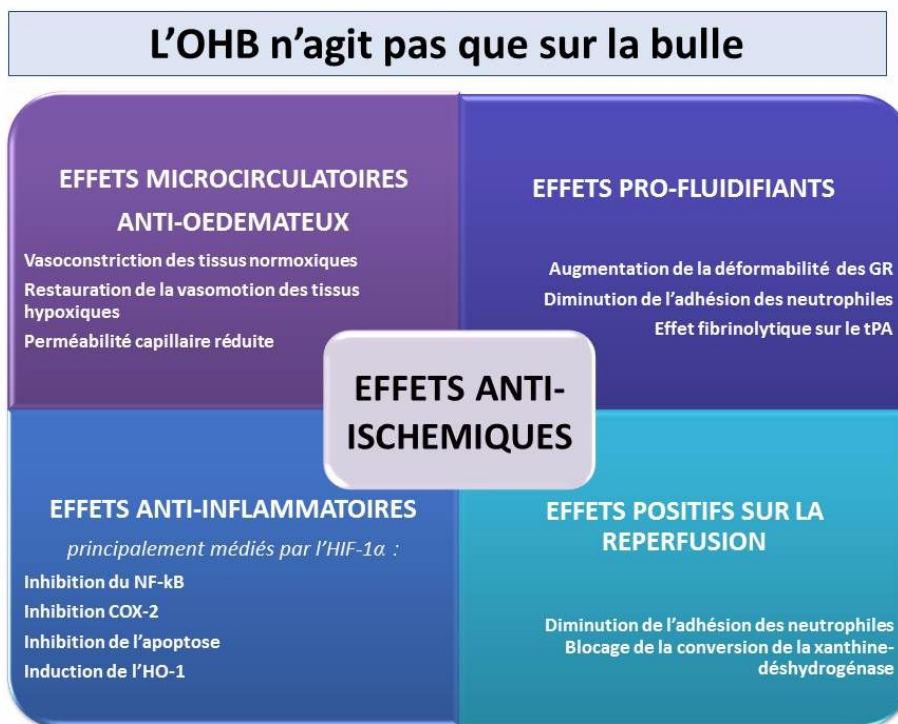 L'OHB n'agit pas que sur la bulle
EFFETS MICROCIRCULATOIRES
ANTI-OEDEMATEUX
Vasoconstriction des tissus normoxiques
Restauration de la vasomotion des tissus
hypoxiques
Perméabilité capillaire réduite
EFFETS PRO-FLUIDIFIANTS
Augmentation de la déformabilité des GR
Diminution de l'adhésion des neutrophiles
Effet fibrinolytique sur le tPA
EFFETS ANTI-
ISCHEMIQUES
EFFETS ANTI-INFLAMMATOIRES
principalement médiés par l'HIF-1α :
Inhibition du NF-kB
Inhibition COX-2
Inhibition de l'apoptose
Induction de l'HO-1
EFFETS POSITIFS SUR LA
REPERFUSION
Diminution de l'adhésion des neutrophiles
Blocage de la conversion de la xanthine-
déshydrogénase